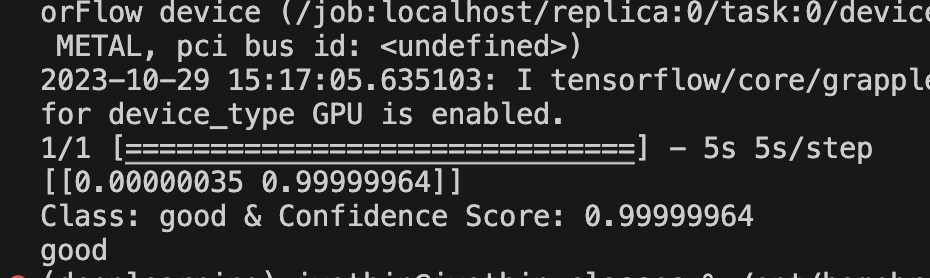 orFlow device (/job:localhost/replica:0/task:0/device
METAL, pci bus id: <undefined>)
2023-10-29 15:17:05.635103: I tensorflow/core/grapple
for device_type GPU is enabled.
1/1 [==============================] - 5s 5s/step
[[0.00000035 0.99999964]]
Class: good & Confidence Score: 0.99999964
good